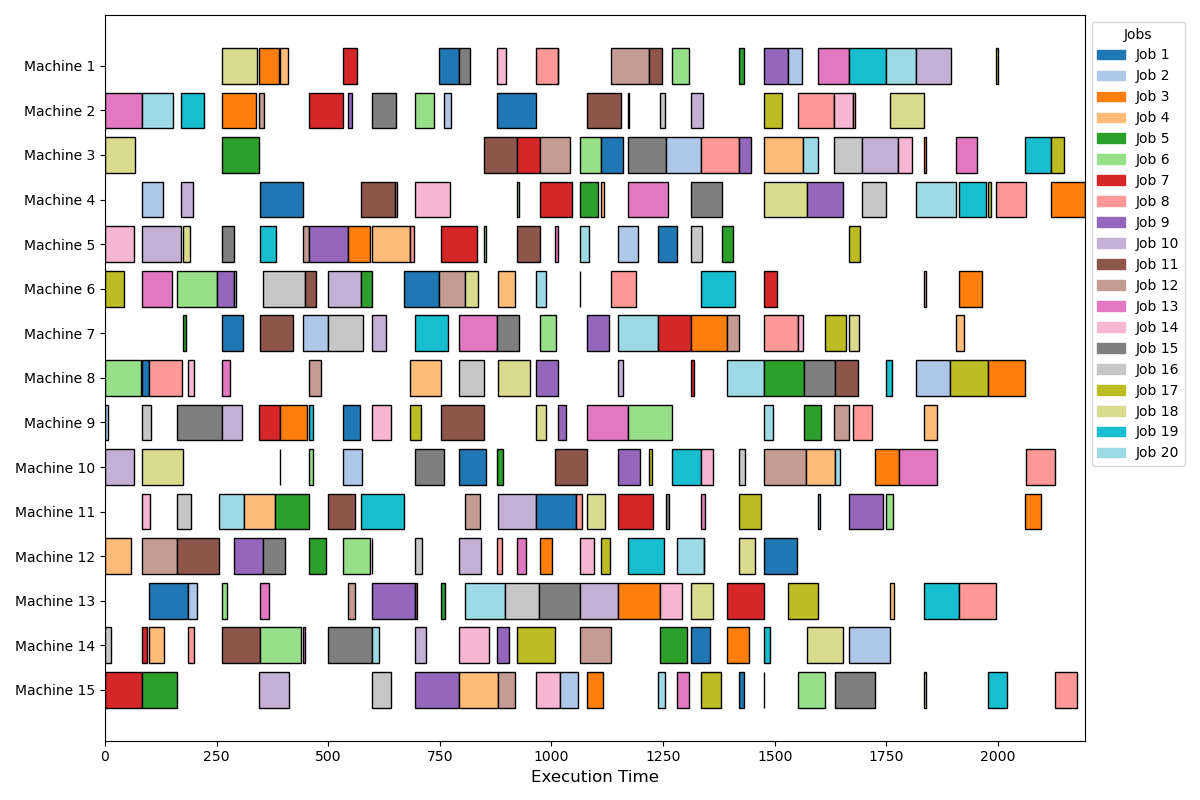 Machine 1
Machine 2
Machine 3
Machine 4
Machine 5
Machine 6
Machine 7
Machine 8
Machine 9
Machine 10
Machine 11
Machine 12
Machine 13
Machine 14
Machine 15
0 250 500 750 1000 1250 1500 1750 2000
Execution Time
Jobs
Job 1
Job 2
Job 3
Job 4
Job 5
Job 6
Job 7
Job 8
Job 9
Job 10
Job 11
Job 12
Job 13
Job 14
Job 15
Job 16
Job 17
Job 18
Job 19
Job 20